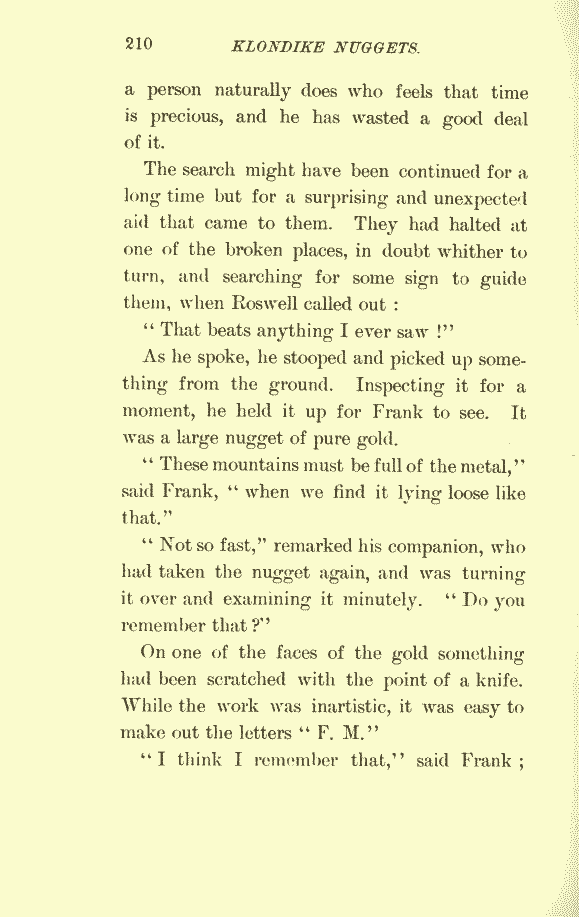 210 KLONDIKE NUGGETS.
a person naturally does who feels that time
is precious, and he has wasted a good deal
of it.
The search might have been continued for a
long time but for a surprising and unexpected
aid that came to them. They had halted at
one of the broken places, in doubt whither to
turn, and searching for some sign to guide
them, when Roswell called out :
“ That beats anything I ever saw !”
As he spoke, he stooped and picked up some-
thing from the ground. Inspecting it for a
moment, he held it up for Frank to see. It
was a large nugget of pure gold.
“ These mountains must be full of the metal,”
said Frank, “ when we find it lying loose like
that.”
“ Not so fast,” remarked his companion, who
had taken the nugget again, and was turning
it over and examining it minutely. “ Do you
remember that ?”
On one of the faces of the gold something
had been scratched with the point of a knife.
While the work was inartistic, it was easy to
make out the letters “ F. M.”
“ I think I remember that,” said Frank ;